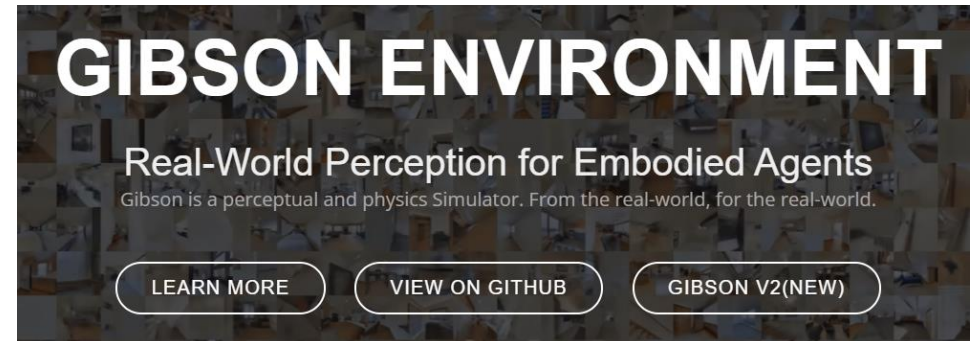 GIBSON ENVIRONMENT
Real-World Perception for Embodied Agents
Gibson is a perceptual and physics Simulator. From the real-world, for the real-world.
LEARN MORE VIEW ON GITHUB GIBSON V2(NEW)